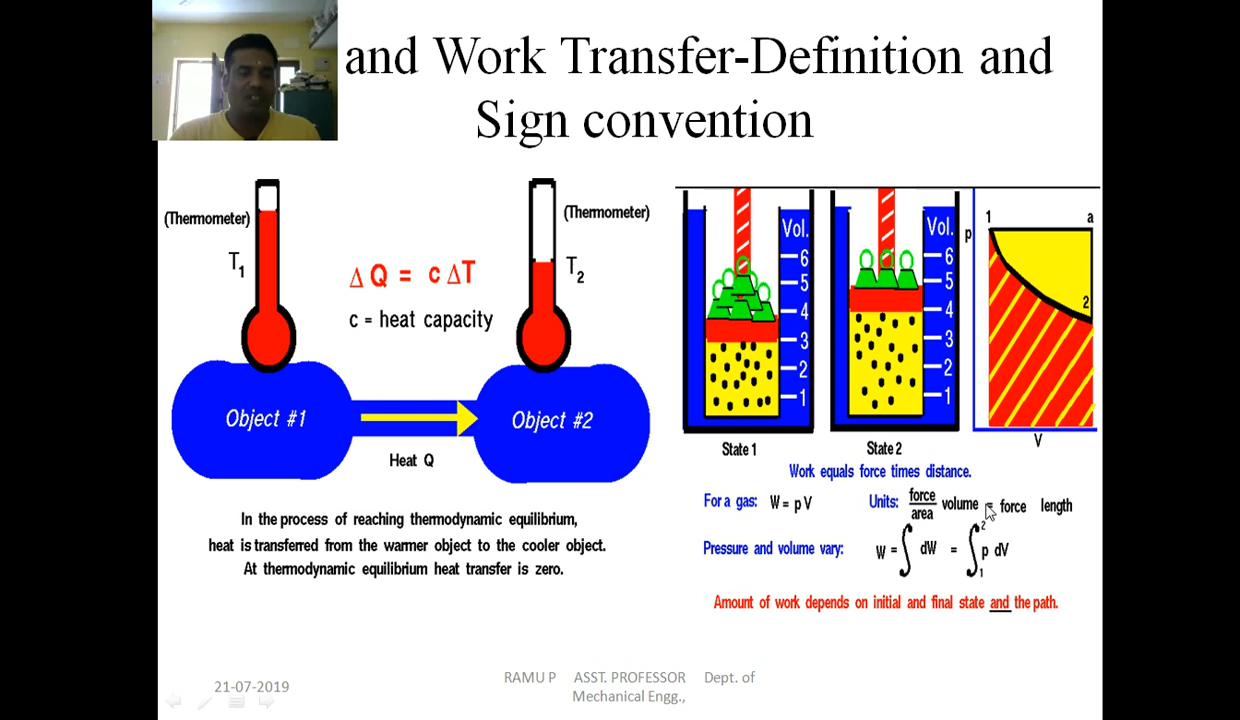 and Work Transfer-Definition and
Sign convention
(Thermometer)
T1
Δ Q = c ΔT
c = heat capacity
(Thermometer)
T2
Object #1
Object #2
Heat Q
In the process of reaching thermodynamic equilibrium,
heat is transferred from the warmer object to the cooler object.
At thermodynamic equilibrium heat transfer is zero.
Vol.
6
5
4
3
2
1
State 1
Vol.
6
5
4
3
2
1
State 2
p
1
a
2
V
Work equals force times distance.
For a gas: W = p V
Units: force/area volume = force length
Pressure and volume vary: W = ∫ dW = ∫₁² p dV
Amount of work depends on initial and final state and the path.
21-07-2019
RAMU P ASST. PROFESSOR Dept. of
Mechanical Engg.,